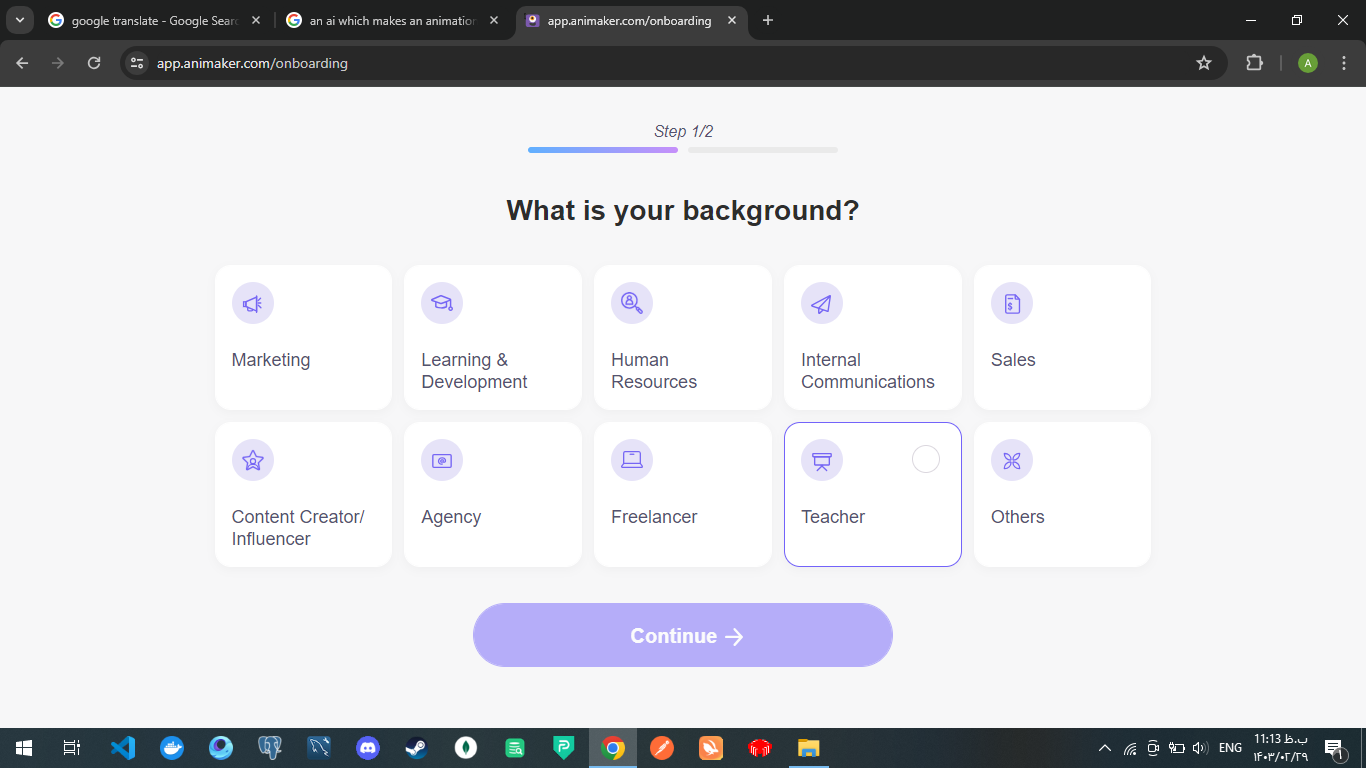 google translate - Google Sear
an ai which makes an animation
app.animaker.com/onboarding
app.animaker.com/onboarding
A
Step 1/2
What is your background?
Marketing
Learning &
Development
Human
Resources
Internal
Communications
Sales
Content Creator/
Influencer
Agency
Freelancer
Teacher
Others
Continue
ENG
11:13 ب.ظ
۱۴۰۳/۰۲/۲۹
1